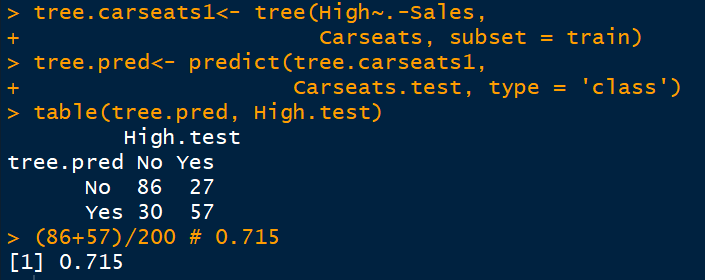 > tree.carseats1<- tree(High~.-Sales,
+                       Carseats, subset = train)
> tree.pred<- predict(tree.carseats1,
+                     Carseats.test, type = 'class')
> table(tree.pred, High.test)
         High.test
tree.pred No Yes
      No  86  27
      Yes 30  57
> (86+57)/200 # 0.715
[1] 0.715